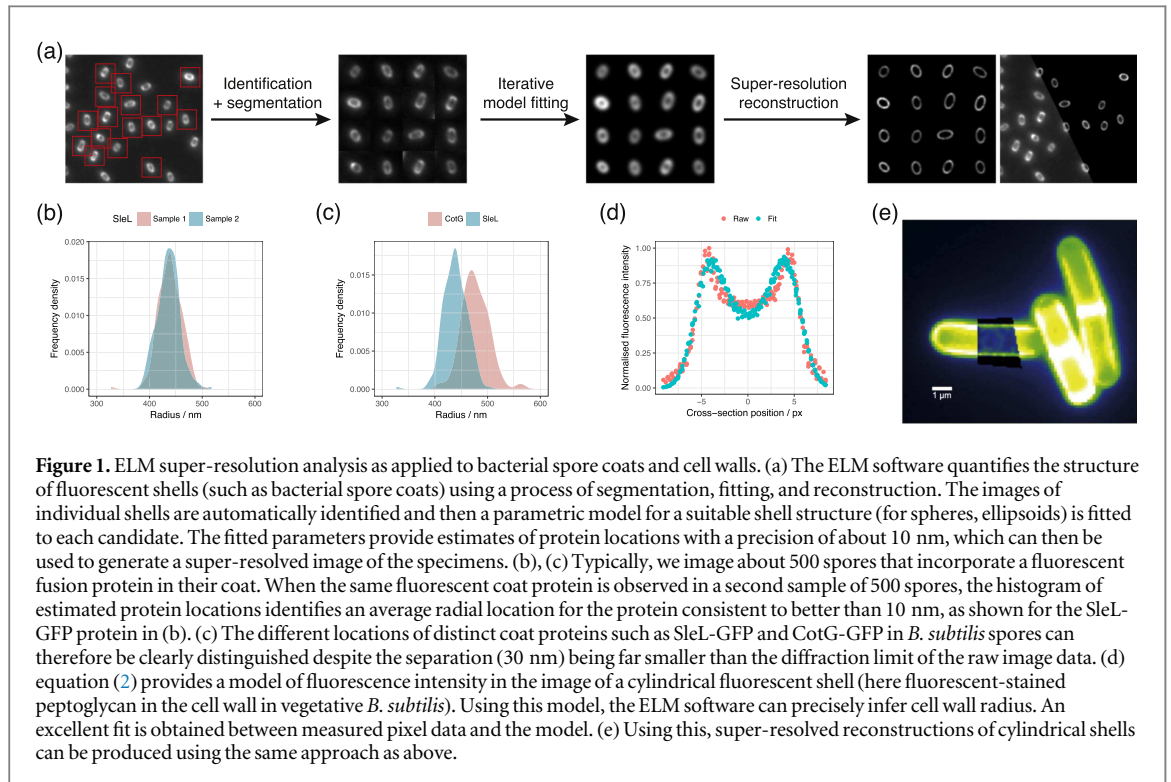 (a)
Identification
+ segmentation
Iterative
model fitting
Super-resolution
reconstruction
(b)
SleL Sample 1 Sample 2
0.020
0.015
0.010
0.005
0.000
Frequency density
300 400 500 600
Radius / nm
(c)
CotG SleL
0.015
0.010
0.005
0.000
Frequency density
300 400 500 600
Radius / nm
(d)
Raw Fit
1.00
0.75
0.50
0.25
0.00
Normalised fluorescence intensity
−5 0 5
Cross−section position / px
(e)
1 µm
Figure 1. ELM super-resolution analysis as applied to bacterial spore coats and cell walls. (a) The ELM software quantifies the structure
of fluorescent shells (such as bacterial spore coats) using a process of segmentation, fitting, and reconstruction. The images of
individual shells are automatically identified and then a parametric model for a suitable shell structure (for spheres, ellipsoids) is fitted
to each candidate. The fitted parameters provide estimates of protein locations with a precision of about 10 nm, which can then be
used to generate a super-resolved image of the specimens. (b), (c) Typically, we image about 500 spores that incorporate a fluorescent
fusion protein in their coat. When the same fluorescent coat protein is observed in a second sample of 500 spores, the histogram of
estimated protein locations identifies an average radial location for the protein consistent to better than 10 nm, as shown for the SleL-
GFP protein in (b). (c) The different locations of distinct coat proteins such as SleL-GFP and CotG-GFP in B. subtilis spores can
therefore be clearly distinguished despite the separation (30 nm) being far smaller than the diffraction limit of the raw image data. (d)
equation (2) provides a model of fluorescence intensity in the image of a cylindrical fluorescent shell (here fluorescent-stained
peptoglycan in the cell wall in vegetative B. subtilis). Using this model, the ELM software can precisely infer cell wall radius. An
excellent fit is obtained between measured pixel data and the model. (e) Using this, super-resolved reconstructions of cylindrical shells
can be produced using the same approach as above.